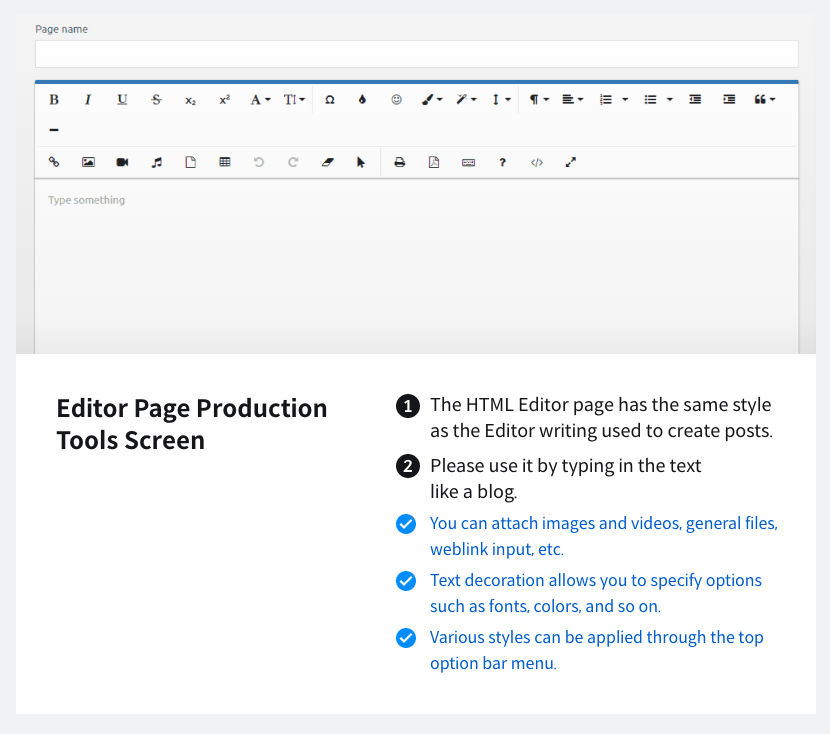 Page name
B I U S x₂ x² A TI Ω ¶
? </>
Type something
Editor Page Production
Tools Screen
1 The HTML Editor page has the same style
as the Editor writing used to create posts.
2 Please use it by typing in the text
like a blog.
You can attach images and videos, general files,
weblink input, etc.
Text decoration allows you to specify options
such as fonts, colors, and so on.
Various styles can be applied through the top
option bar menu.